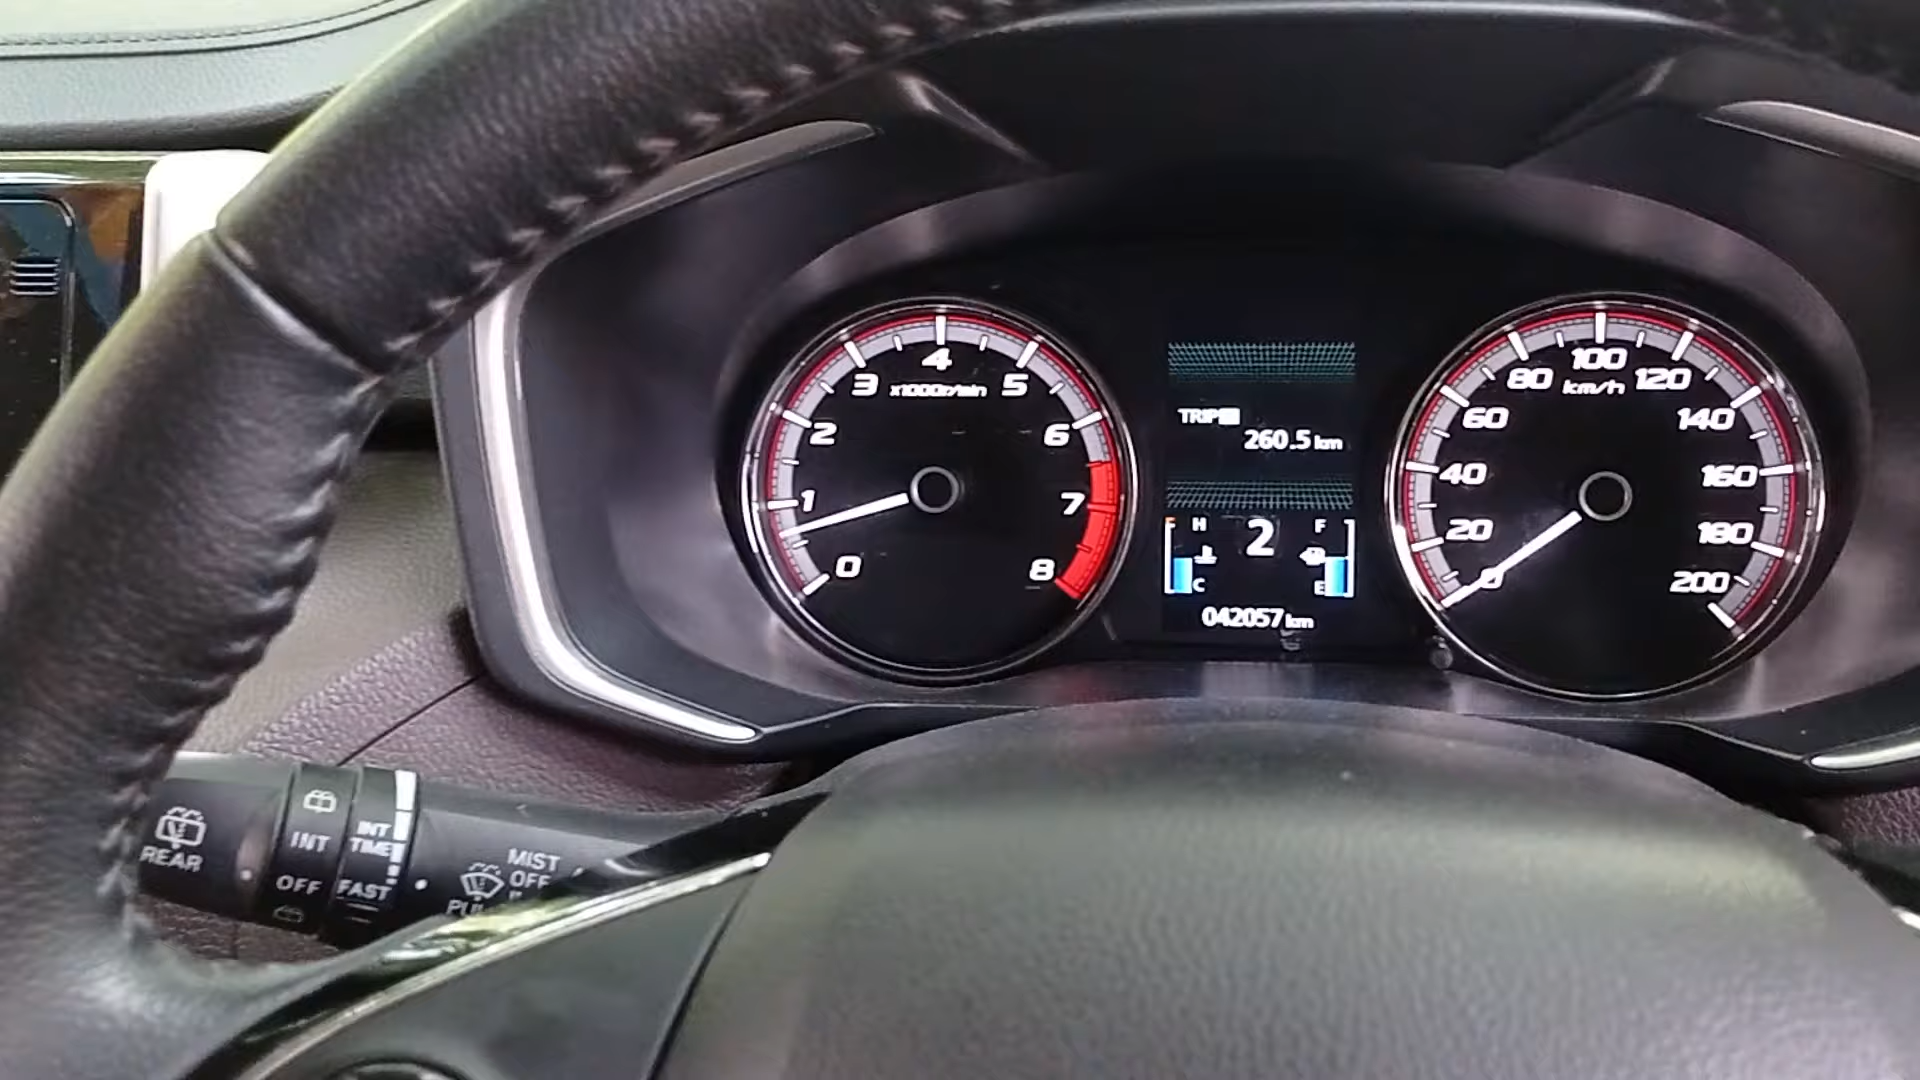 4
3 x1000r/min 5
2 6
1 7
0 8
TRIP
260.5 km
H 2 F
C E
042057 km
100
80 km/h 120
60 140
40 160
20 180
0 200
REAR
INT
OFF
INT
TIME
FAST
MIST
OFF